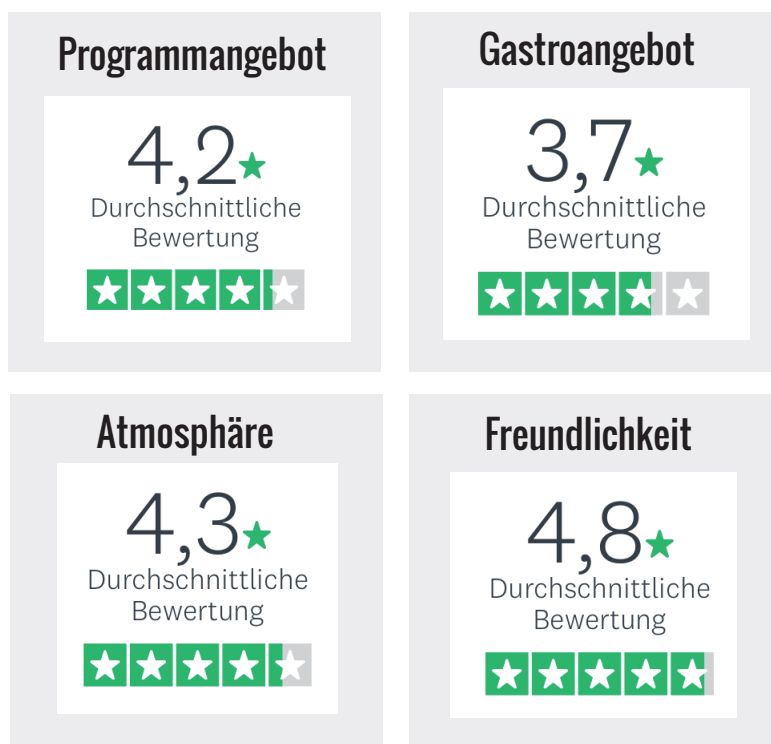 Programmangebot
4,2
Durchschnittliche
Bewertung
Gastroangebot
3,7
Durchschnittliche
Bewertung
Atmosphäre
4,3
Durchschnittliche
Bewertung
Freundlichkeit
4,8
Durchschnittliche
Bewertung